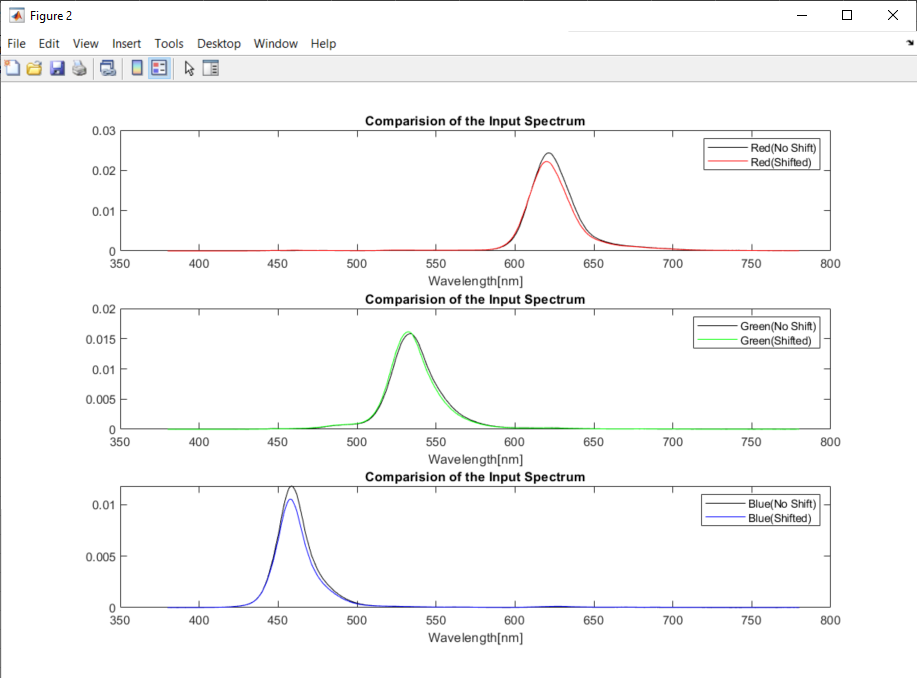 Figure 2
File Edit View Insert Tools Desktop Window Help
Comparision of the Input Spectrum
0.03
0.02
0.01
0
Red(No Shift)
Red(Shifted)
350 400 450 500 550 600 650 700 750 800
Wavelength[nm]
Comparision of the Input Spectrum
0.02
0.015
0.01
0.005
0
Green(No Shift)
Green(Shifted)
350 400 450 500 550 600 650 700 750 800
Wavelength[nm]
Comparision of the Input Spectrum
0.01
0.005
0
Blue(No Shift)
Blue(Shifted)
350 400 450 500 550 600 650 700 750 800
Wavelength[nm]